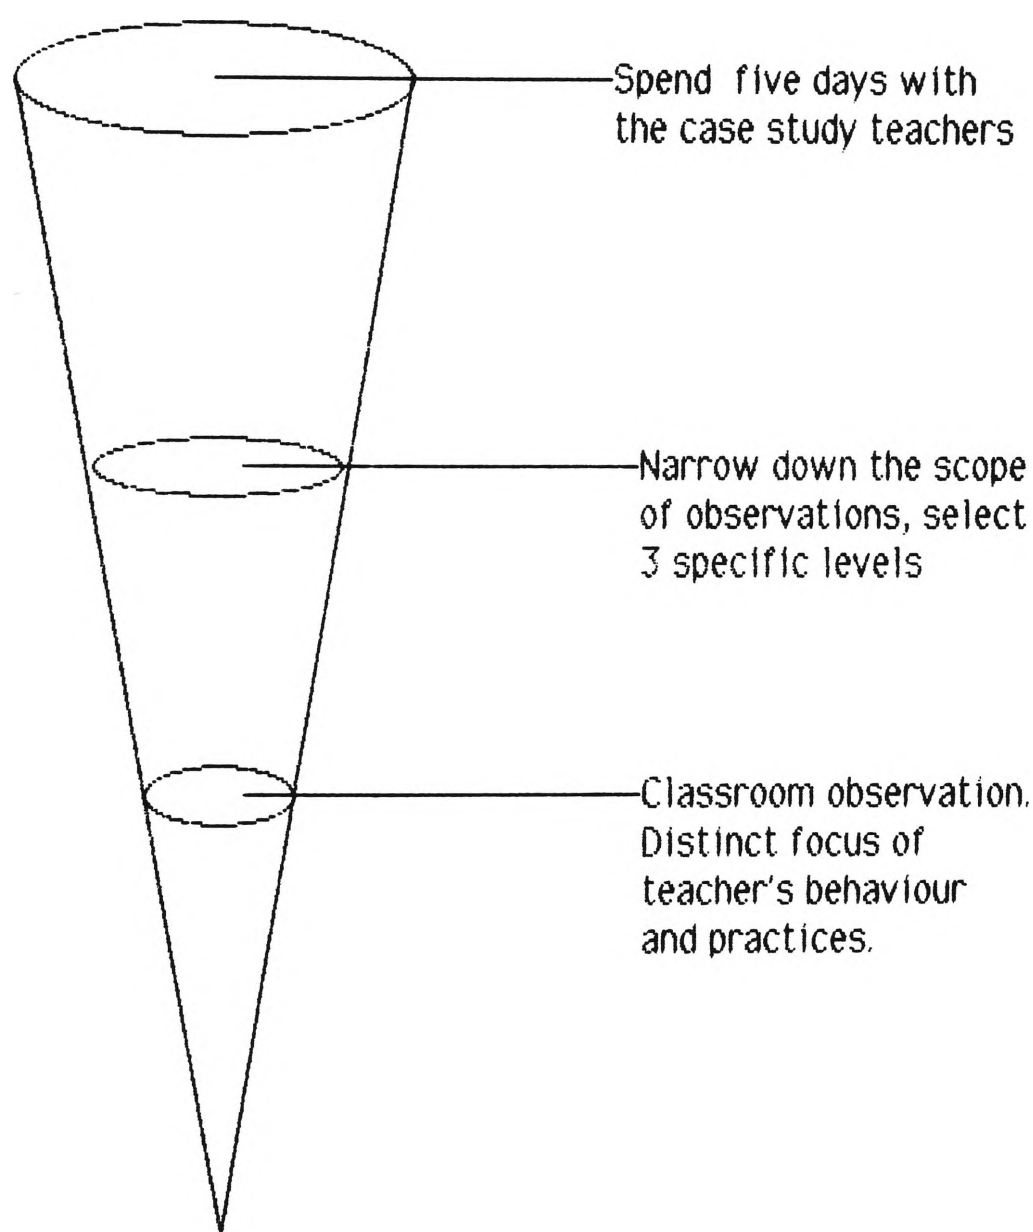 Spend five days with
the case study teachers
Narrow down the scope
of observations, select
3 specific levels
Classroom observation.
Distinct focus of
teacher's behaviour
and practices.